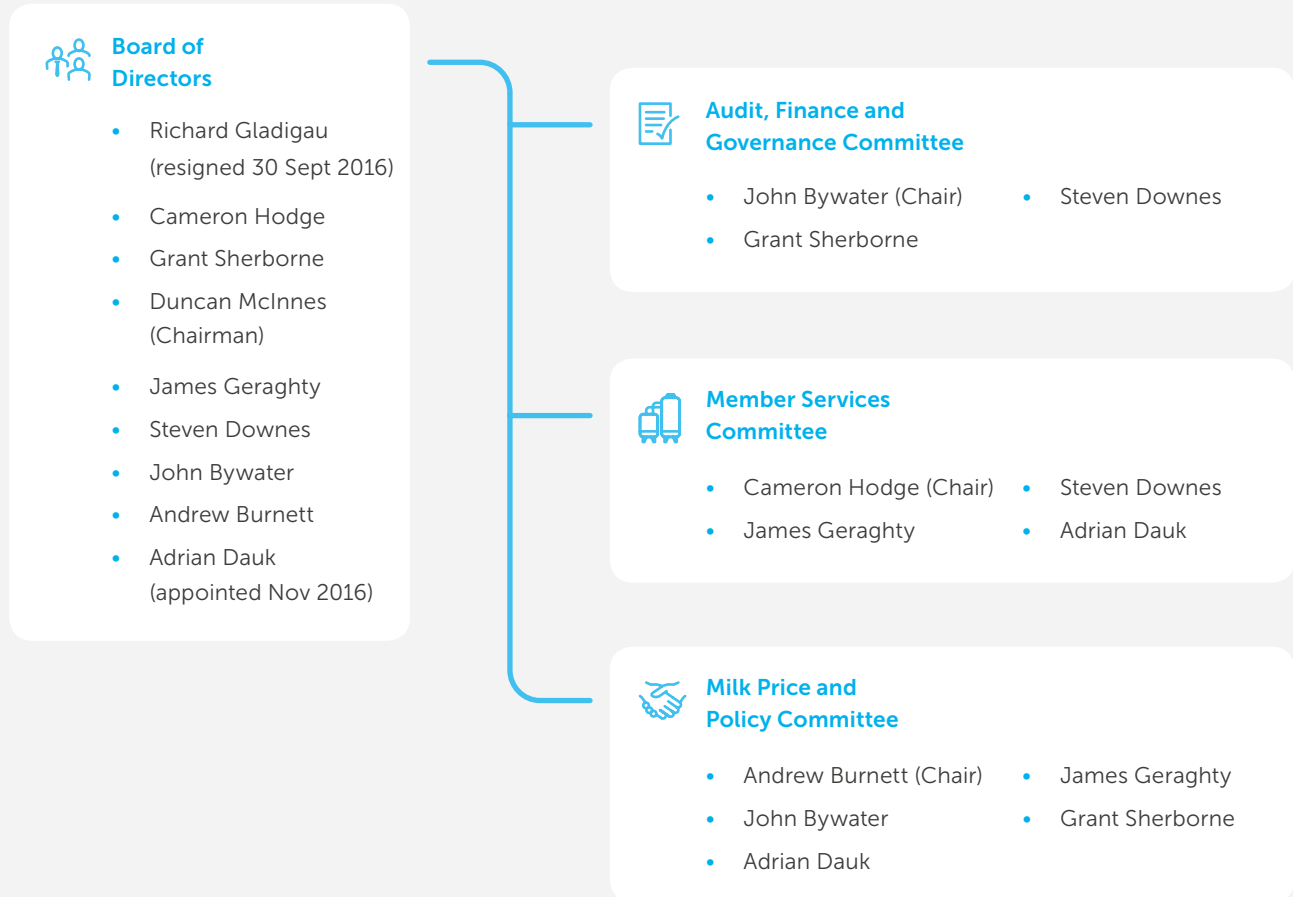 Board of
Directors
• Richard Gladigau
(resigned 30 Sept 2016)
• Cameron Hodge
• Grant Sherborne
• Duncan McInnes
(Chairman)
• James Geraghty
• Steven Downes
• John Bywater
• Andrew Burnett
• Adrian Dauk
(appointed Nov 2016)
Audit, Finance and
Governance Committee
• John Bywater (Chair)
• Grant Sherborne
• Steven Downes
Member Services
Committee
• Cameron Hodge (Chair)
• James Geraghty
• Steven Downes
• Adrian Dauk
Milk Price and
Policy Committee
• Andrew Burnett (Chair)
• John Bywater
• Adrian Dauk
• James Geraghty
• Grant Sherborne